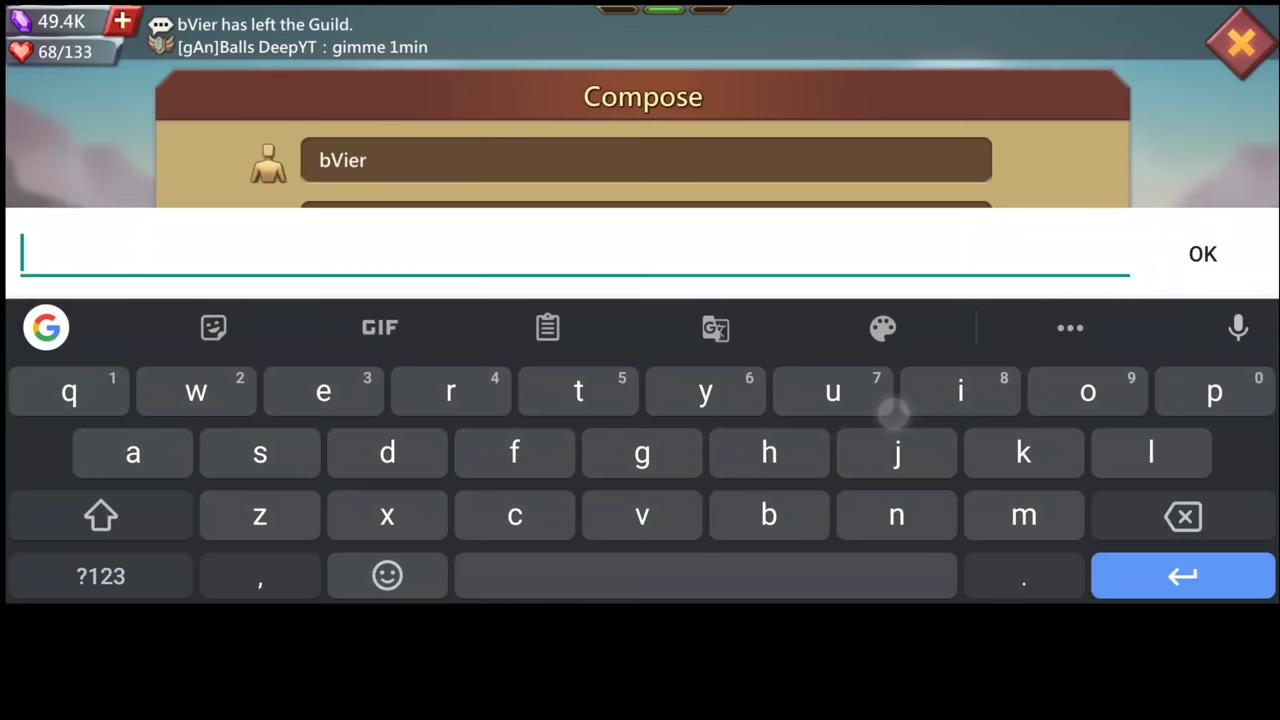 49.4K
bVier has left the Guild.
68/133
[gAn]Balls DeepYT : gimme 1min
Compose
bVier
OK
GIF
q 1 w 2 e 3 r 4 t 5 y 6 u 7 i 8 o 9 p 0
a s d f g h j k l
z x c v b n m
?123 , .